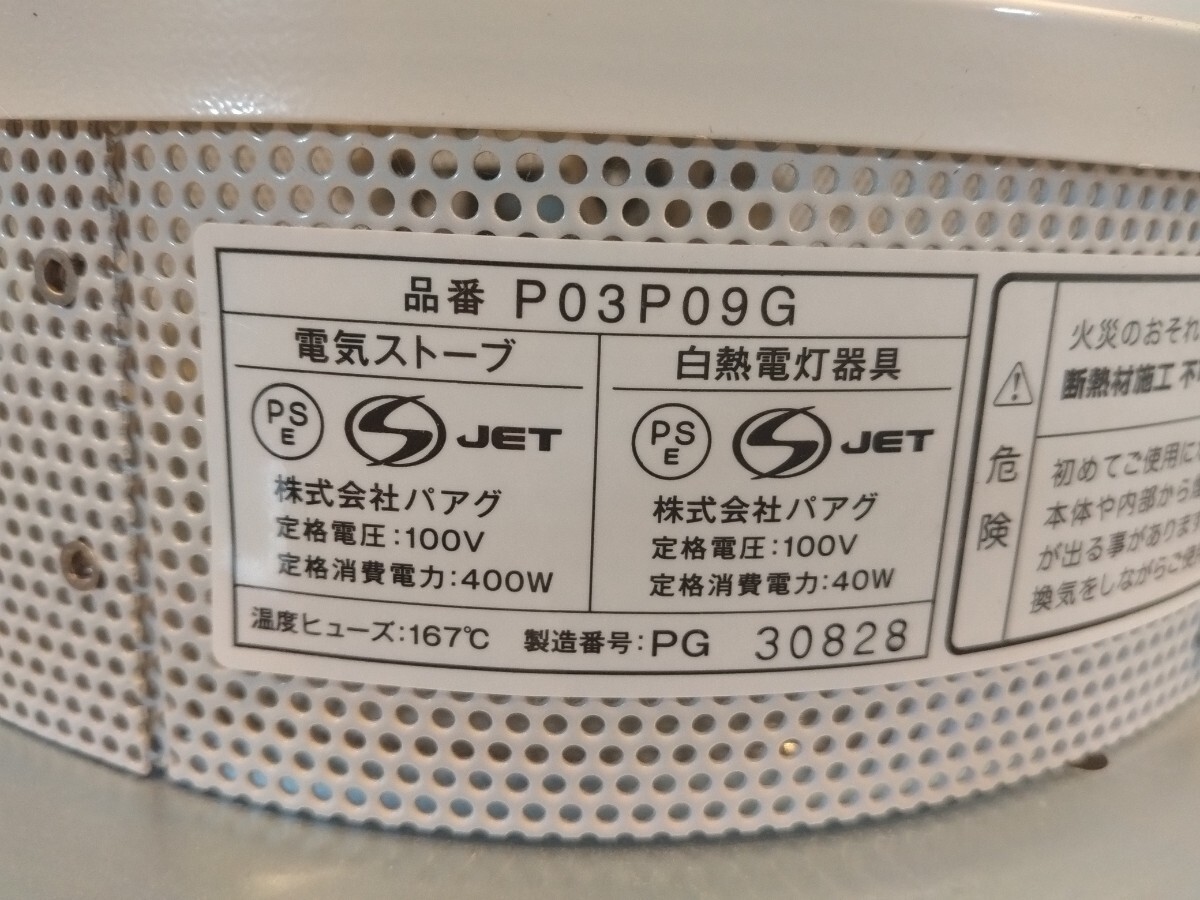 品番 P03P09G
電気ストーブ
PS
E
JET
株式会社パアグ
定格電圧:100V
定格消費電力:400W
白熱電灯器具
PS
E
JET
株式会社パアグ
定格電圧:100V
定格消費電力:40W
温度ヒューズ:167℃ 製造番号:PG 30828
危険
火災のおそれ
断熱材施工 不
初めてご使用に
本体や内部から
が出る事があります
換気をしながらご使